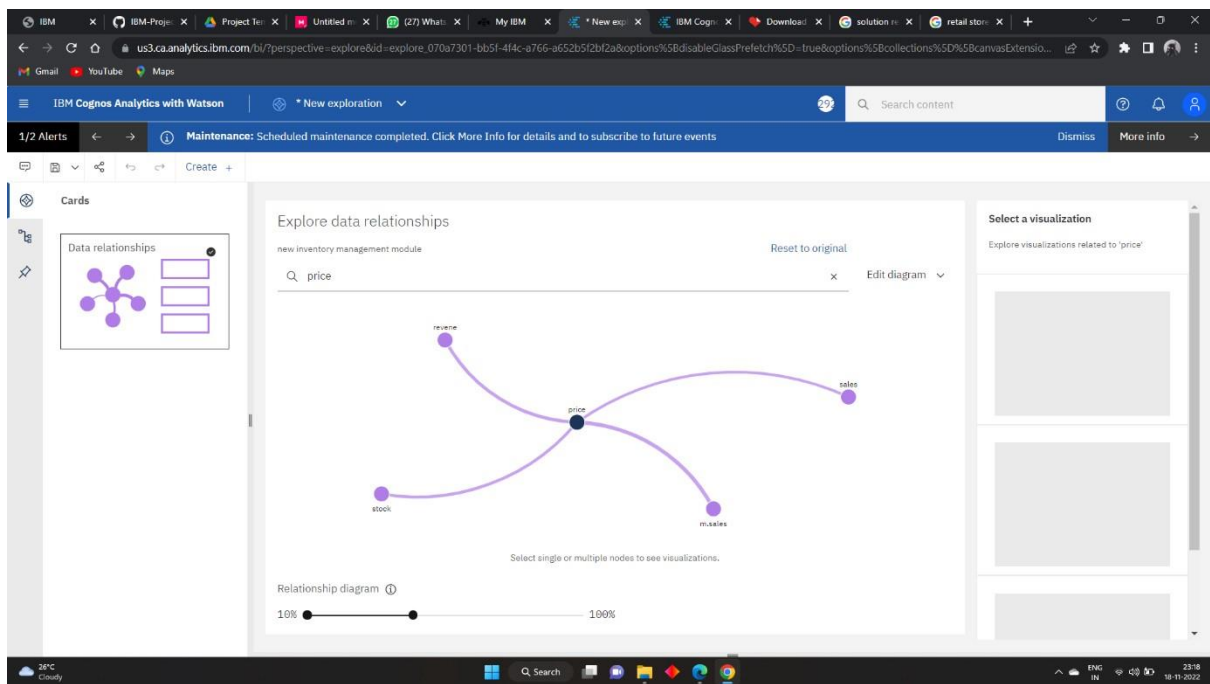 IBM
IBM-Projec
Project Ten
Untitled m
(27) Whats
My IBM
* New expl
IBM Cogno
Download
solution re
retail store
us3.ca.analytics.ibm.com/bi/?perspective=explore&id=explore_070a7301-bb5f-4f4c-a766-a652b5f2bf2a&options%5BdisableGlassPrefetch%5D=true&options%5Bcollections%5D%5BcanvasExtensio...
Gmail
YouTube
Maps
IBM Cognos Analytics with Watson
* New exploration
Search content
1/2 Alerts
Maintenance: Scheduled maintenance completed. Click More Info for details and to subscribe to future events
Dismiss
More info
Create +
Cards
Data relationships
Explore data relationships
new inventory management module
Reset to original
price
Edit diagram
revene
sales
price
stock
m.sales
Select single or multiple nodes to see visualizations.
Relationship diagram
10%
100%
Select a visualization
Explore visualizations related to 'price'
26°C
Cloudy
Search
ENG
IN
23:18
18-11-2022